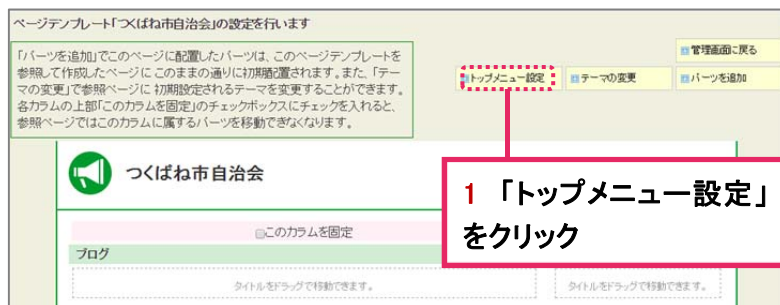 ページテンプレート「つくばね市自治会」の設定を行います
「パーツを追加」でこのページに配置したパーツは、このページテンプレートを
参照して作成したページにこのままの通りに初期配置されます。また、「テー
マの変更」で参照ページに初期設定されるテーマを変更することができます。
各カラムの上部「このカラムを固定」のチェックボックスにチェックを入れると、
参照ページではこのカラムに属するパーツを移動できなくなります。
管理画面に戻る
トップメニュー設定 テーマの変更 パーツを追加
つくばね市自治会
1 「トップメニュー設定」
をクリック
このカラムを固定
ブログ
タイトルをドラッグで移動できます。 タイトルをドラッグで移動できます。